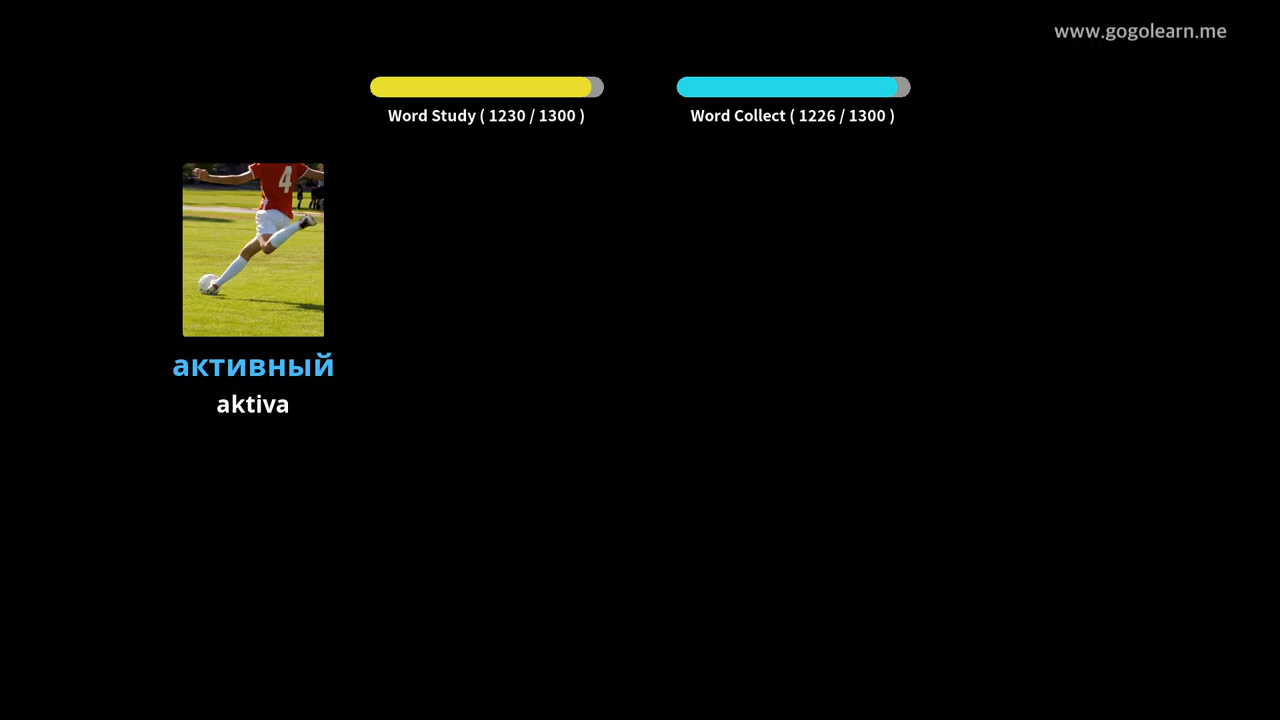 www.gogolearn.me
Word Study ( 1230 / 1300 )
Word Collect ( 1226 / 1300 )
4
активный
aktiva